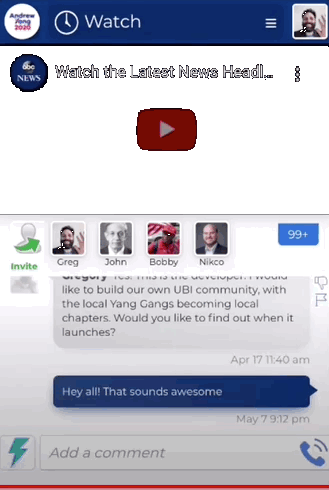 Andrew
Yang
2020
Watch
abc
NEWS
Watch the Latest News Headl...
99+
Invite
Greg
John
Bobby
Nikco
Gregory Yes! This is the developer. I would
like to build our own UBI community, with
the local Yang Gangs becoming local
chapters. Would you like to find out when it
launches?
Apr 17 11:40 am
Hey all! That sounds awesome
May 7 9:12 pm
Add a comment